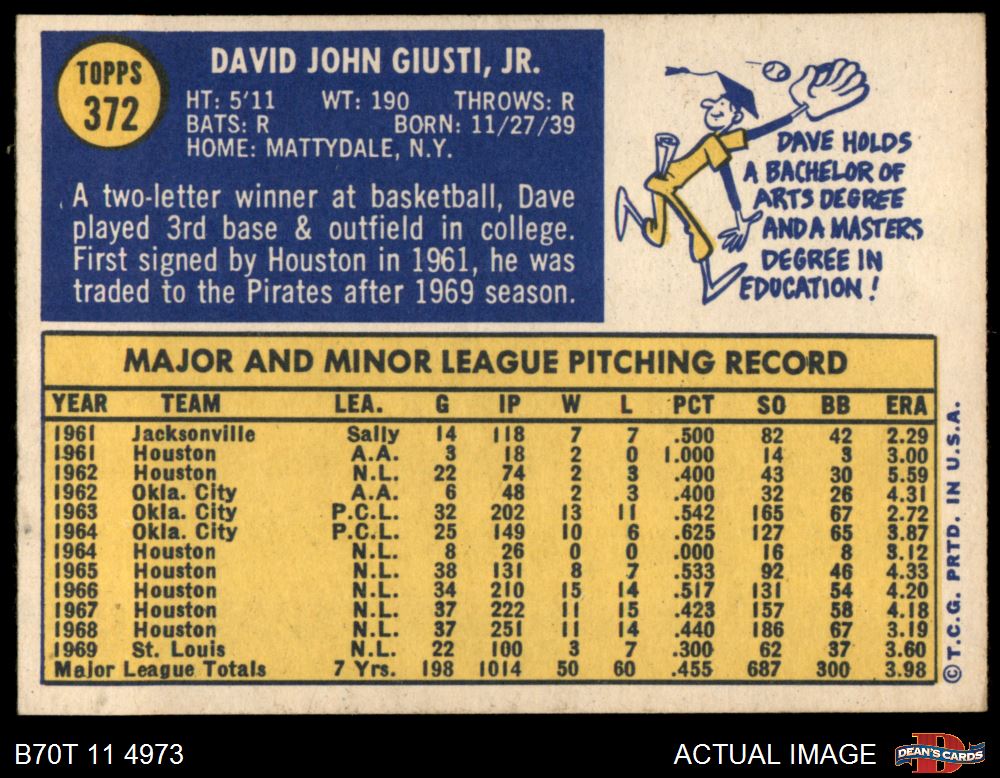 TOPPS
372
DAVID JOHN GIUSTI, JR.
HT: 5'11 WT: 190 THROWS: R
BATS: R BORN: 11/27/39
HOME: MATTYDALE, N.Y.
A two-letter winner at basketball, Dave
played 3rd base & outfield in college.
First signed by Houston in 1961, he was
traded to the Pirates after 1969 season.
DAVE HOLDS
A BACHELOR OF
ARTS DEGREE
AND A MASTERS
DEGREE IN
EDUCATION!
MAJOR AND MINOR LEAGUE PITCHING RECORD
YEAR TEAM LEA. G IP W L PCT SO BB ERA
1961 Jacksonville Sally 14 118 7 7 .500 82 42 2.29
1961 Houston A.A. 3 18 2 0 1.000 14 3 3.00
1962 Houston N.L. 22 74 2 3 .400 43 30 5.59
1962 Okla. City A.A. 6 48 2 3 .400 32 26 4.31
1963 Okla. City P.C.L. 32 202 13 11 .542 165 67 2.72
1964 Okla. City P.C.L. 25 149 10 6 .625 127 65 3.87
1964 Houston N.L. 8 26 0 0 .000 16 8 3.12
1965 Houston N.L. 38 131 8 7 .533 92 46 4.33
1966 Houston N.L. 34 210 15 14 .517 131 54 4.20
1967 Houston N.L. 37 222 11 15 .423 157 58 4.18
1968 Houston N.L. 37 251 11 14 .440 186 67 3.19
1969 St. Louis N.L. 22 100 3 7 .300 62 37 3.60
Major League Totals 7 Yrs. 198 1014 50 60 .455 687 300 3.98
© T.C.G. PRTD. IN U.S.A.
B70T 11 4973
ACTUAL IMAGE
DEAN'S CARDS